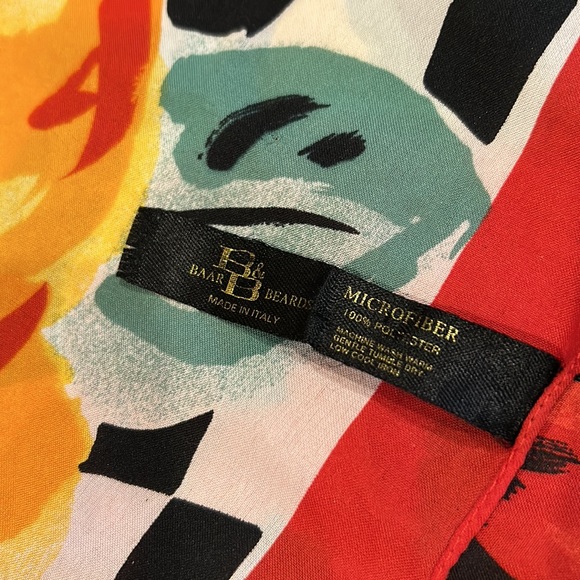 B&B
BAAR BEARDS
MADE IN ITALY
MICROFIBER
100% POLYESTER
MACHINE WASH WARM
GENTLE TUMBLE DRY
LOW COOL IRON